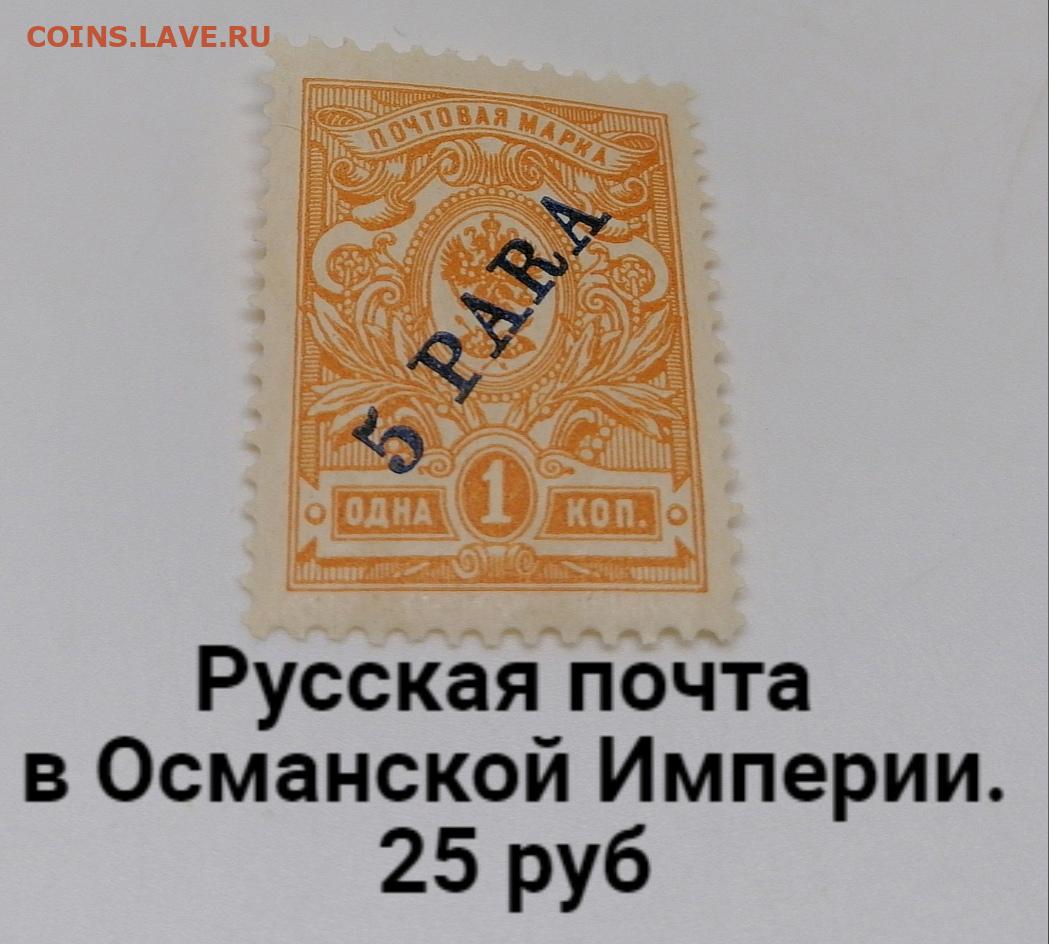 COINS.LAVE.RU
ПОЧТОВАЯ МАРКА
5 PARA
ОДНА 1 КОП.
Русская почта
в Османской Империи.
25 руб